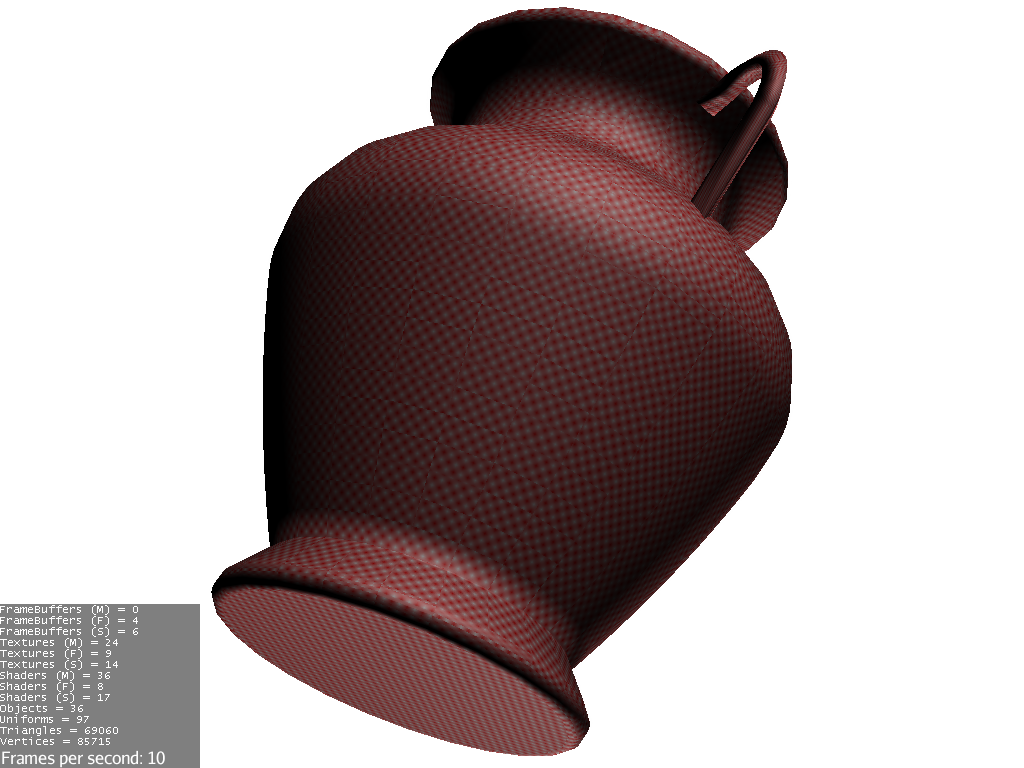 FrameBuffers (M) = 0
FrameBuffers (F) = 4
FrameBuffers (S) = 6
Textures (M) = 24
Textures (F) = 9
Textures (S) = 14
Shaders (M) = 36
Shaders (F) = 8
Shaders (S) = 17
Objects = 36
Uniforms = 97
Triangles = 69060
Vertices = 85715
Frames per second: 10